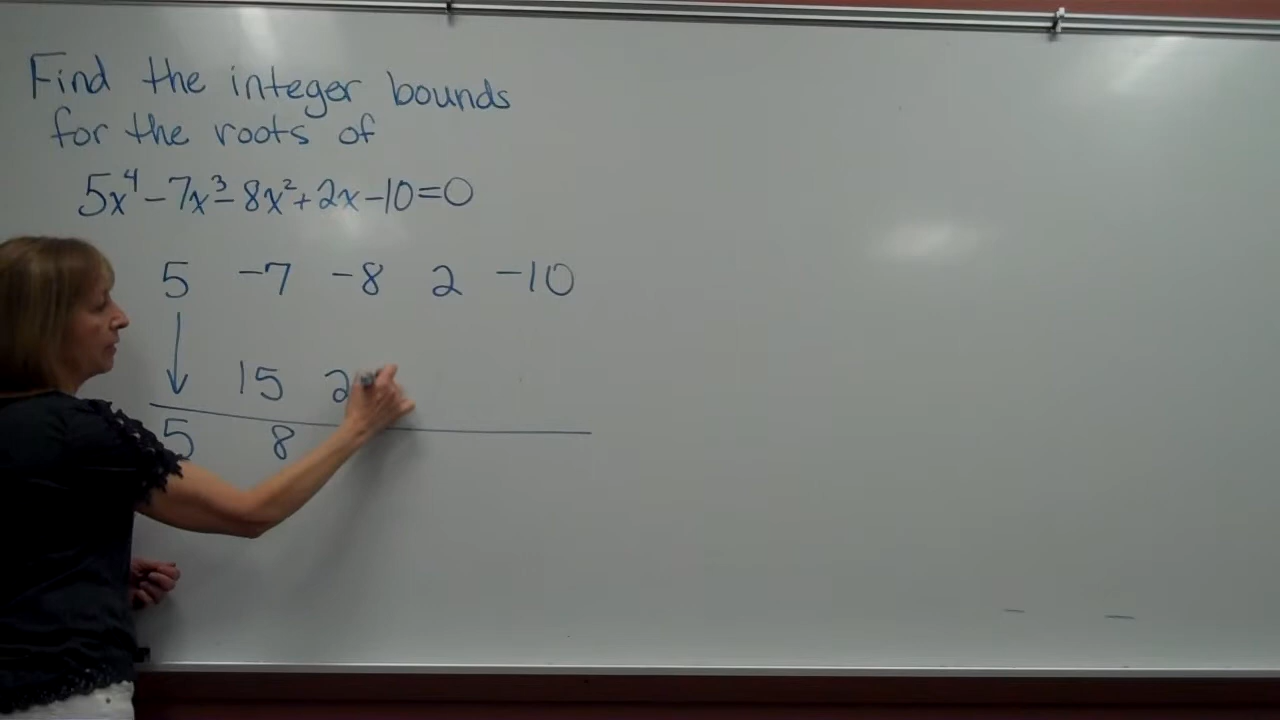 Find the integer bounds
for the roots of
5x⁴-7x³-8x²+2x-10=0
5 -7 -8 2 -10
15 2
5 8